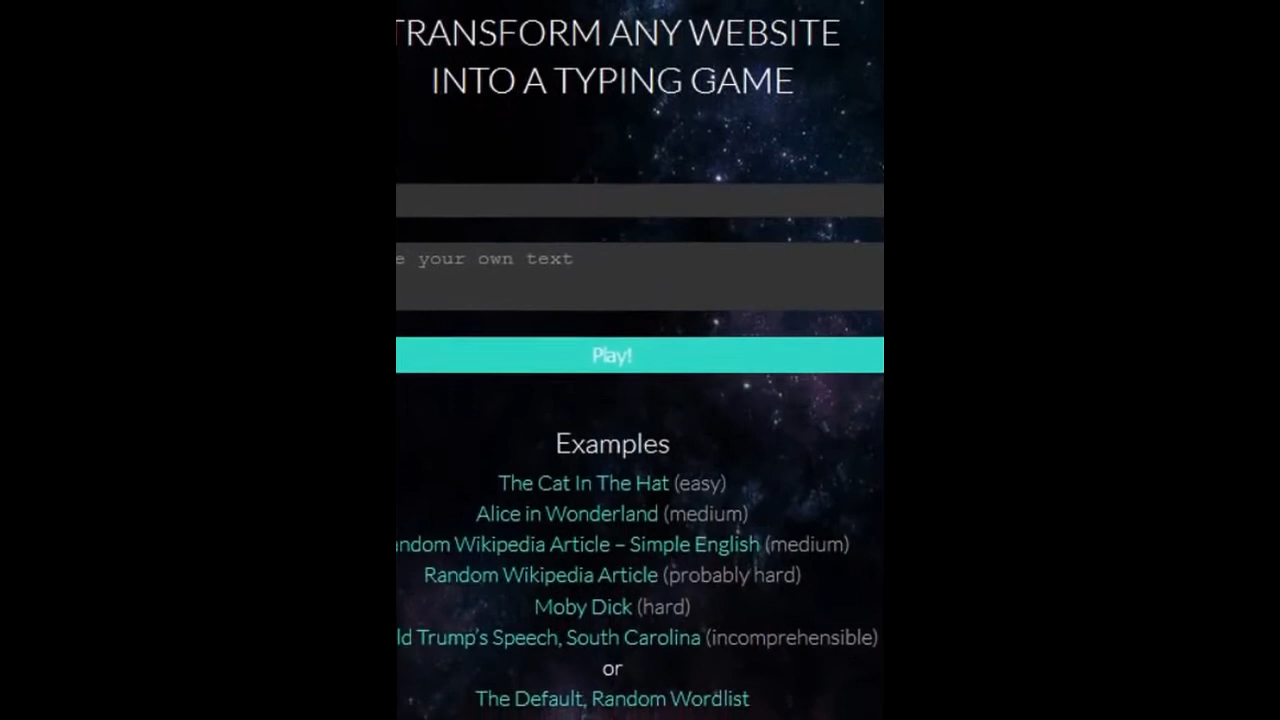 TRANSFORM ANY WEBSITE
INTO A TYPING GAME
your own text
Play!
Examples
The Cat In The Hat (easy)
Alice in Wonderland (medium)
Wikipedia Article – Simple English (medium)
Random Wikipedia Article (probably hard)
Moby Dick (hard)
Trump's Speech, South Carolina (incomprehensible)
or
The Default, Random Wordlist